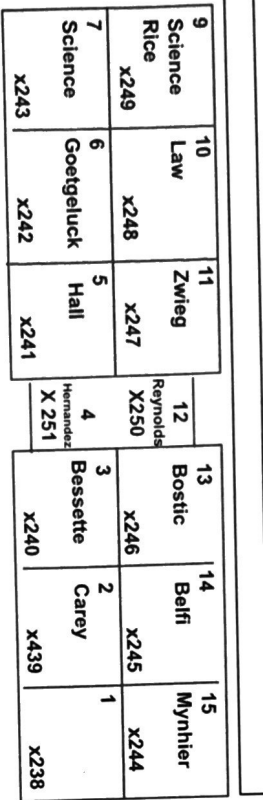 9
Science
Rice
x249
10
Law
x248
11
Zwieg
x247
12
Reynolds
X250
13
Bostic
x246
14
Belfi
x245
15
Mynhier
x244
7
Science
x243
6
Goetgeluck
x242
5
Hall
x241
4
Hernandez
X 251
3
Bessette
x240
2
Carey
x439
1
x238